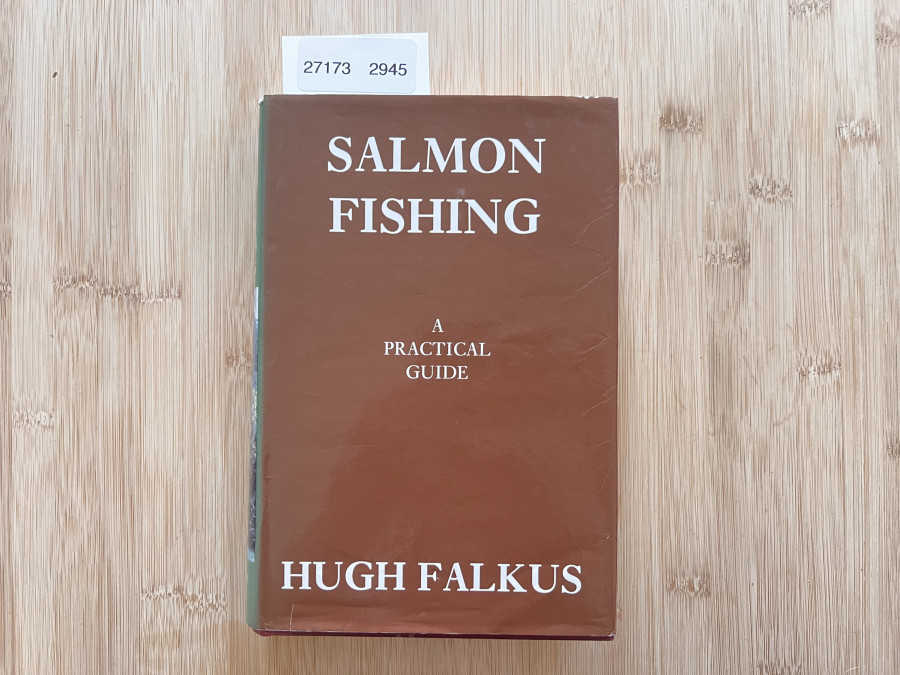 27173 2945
SALMON
FISHING
A
PRACTICAL
GUIDE
HUGH FALKUS